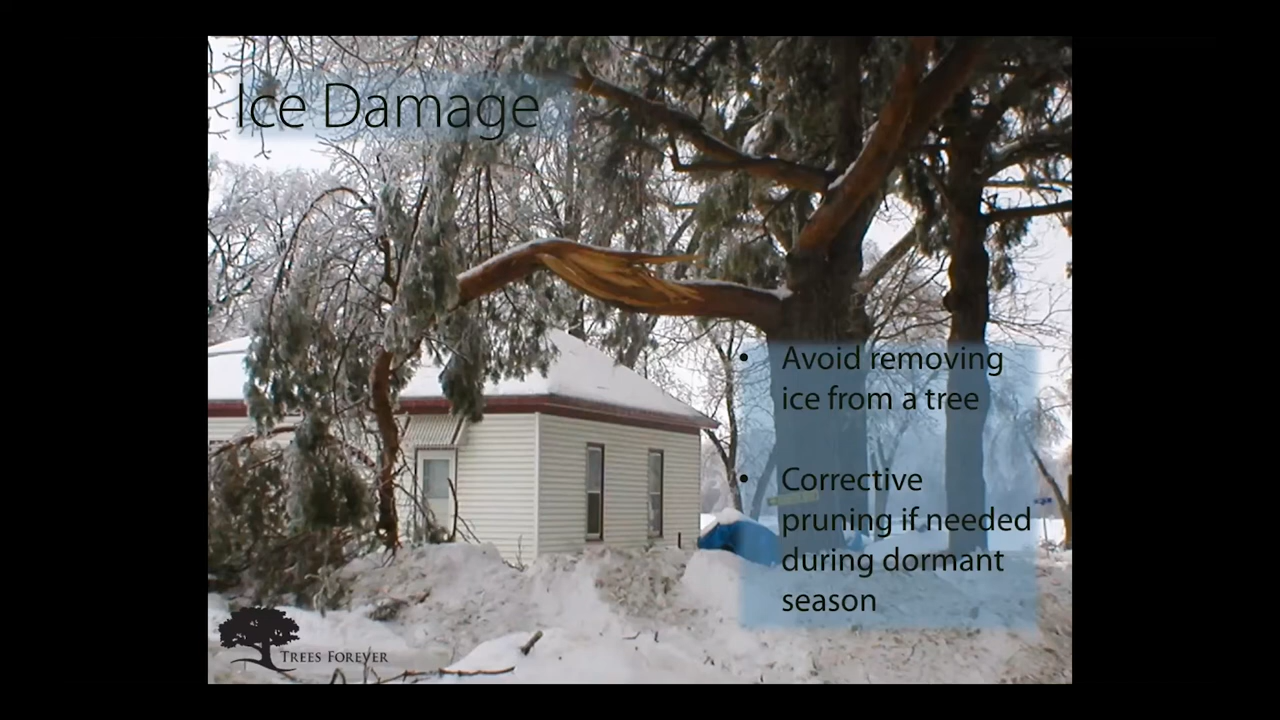 Ice Damage
• Avoid removing
ice from a tree
• Corrective
pruning if needed
during dormant
season
Trees Forever